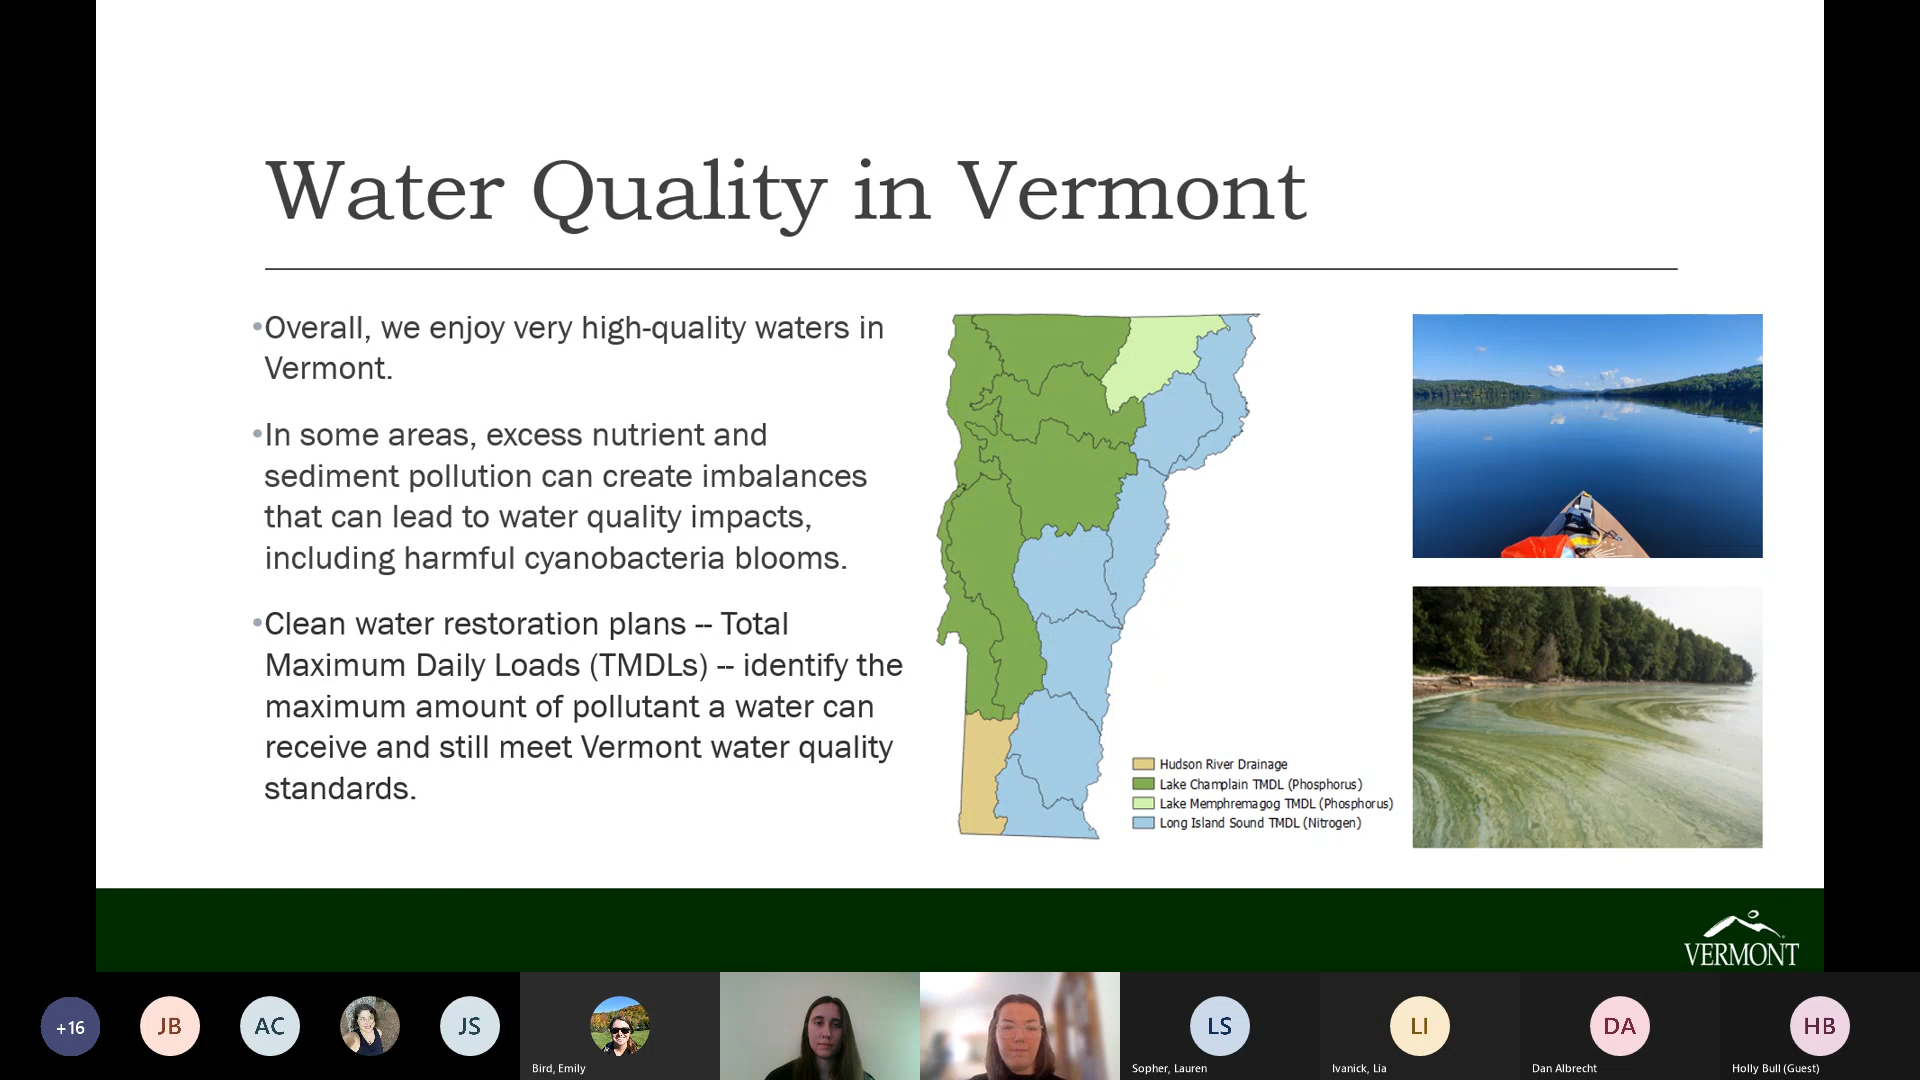 Water Quality in Vermont
•Overall, we enjoy very high-quality waters in
Vermont.
•In some areas, excess nutrient and
sediment pollution can create imbalances
that can lead to water quality impacts,
including harmful cyanobacteria blooms.
•Clean water restoration plans -- Total
Maximum Daily Loads (TMDLs) -- identify the
maximum amount of pollutant a water can
receive and still meet Vermont water quality
standards.
Hudson River Drainage
Lake Champlain TMDL (Phosphorus)
Lake Memphremagog TMDL (Phosphorus)
Long Island Sound TMDL (Nitrogen)
VERMONT
+16
JB
AC
JS
Bird, Emily
LS
Sopher, Lauren
LI
Ivanick, Lia
DA
Dan Albrecht
HB
Holly Bull (Guest)